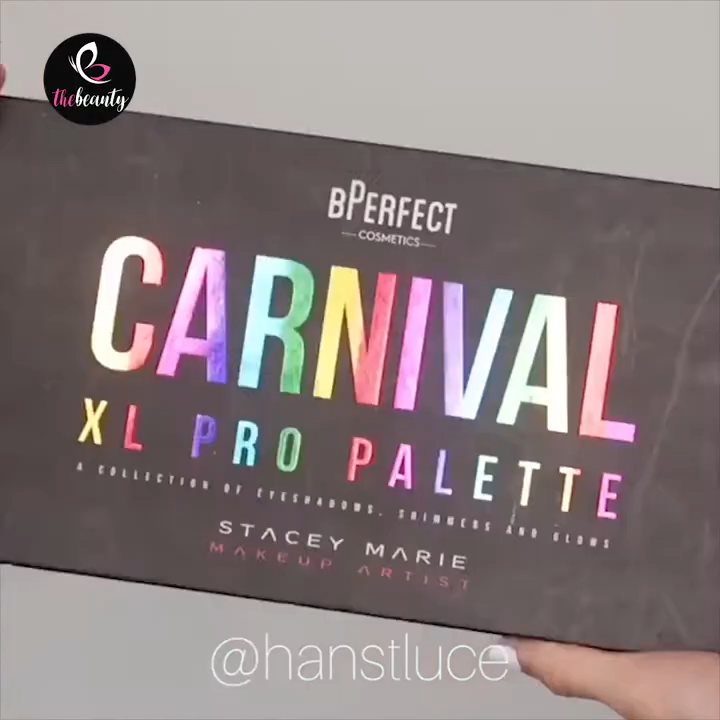 thebeauty
BPERFECT
COSMETICS
CARNIVAL
XL PRO PALETTE
A COLLECTION OF EYESHADOWS, SHIMMERS AND GLOWS
STACEY MARIE
MAKEUP ARTIST
@hanstluce